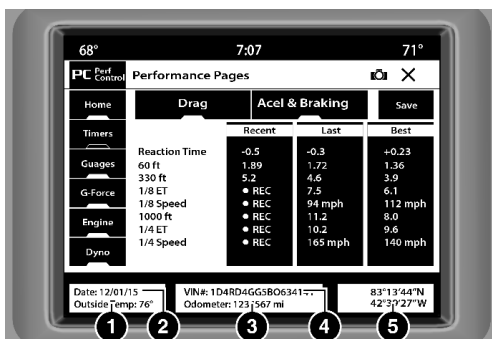 68° 7:07 71°
PC Perf Control Performance Pages X
Home Drag Acel & Braking Save
Timers Recent Last Best
Reaction Time -0.5 -0.3 +0.23
60 ft 1.89 1.72 1.36
330 ft 5.2 4.6 3.9
Guages
1/8 ET REC 7.5 6.1
1/8 Speed REC 94 mph 112 mph
G-Force
1000 ft REC 11.2 8.0
1/4 ET REC 10.2 9.6
Engine
1/4 Speed REC 165 mph 140 mph
Dyno
Date: 12/01/15 VIN#: 83°13'44"N
Outside Temp: 76° Odometer: mi
1 2 3 4 5